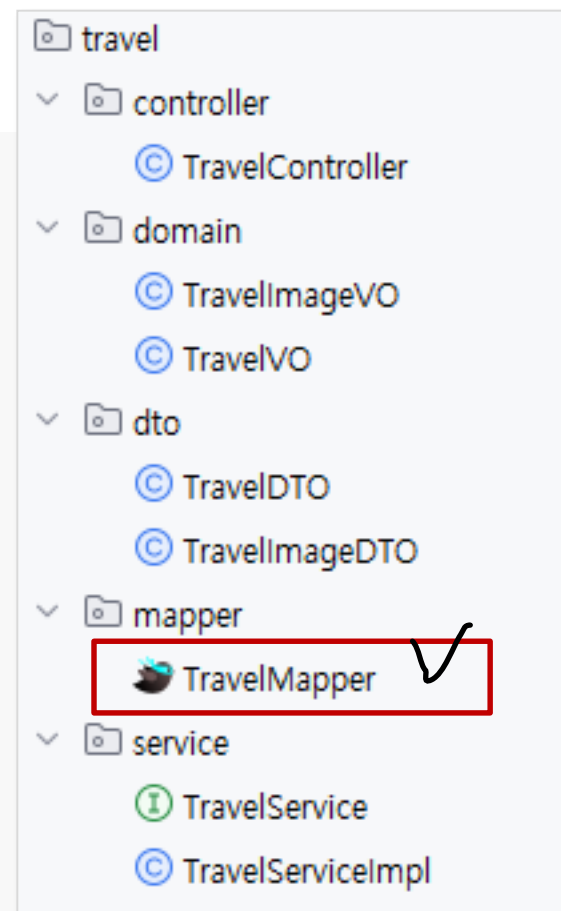 travel
controller
TravelController
domain
TravelImageVO
TravelVO
dto
TravelDTO
TravelImageDTO
mapper
TravelMapper
service
TravelService
TravelServiceImpl